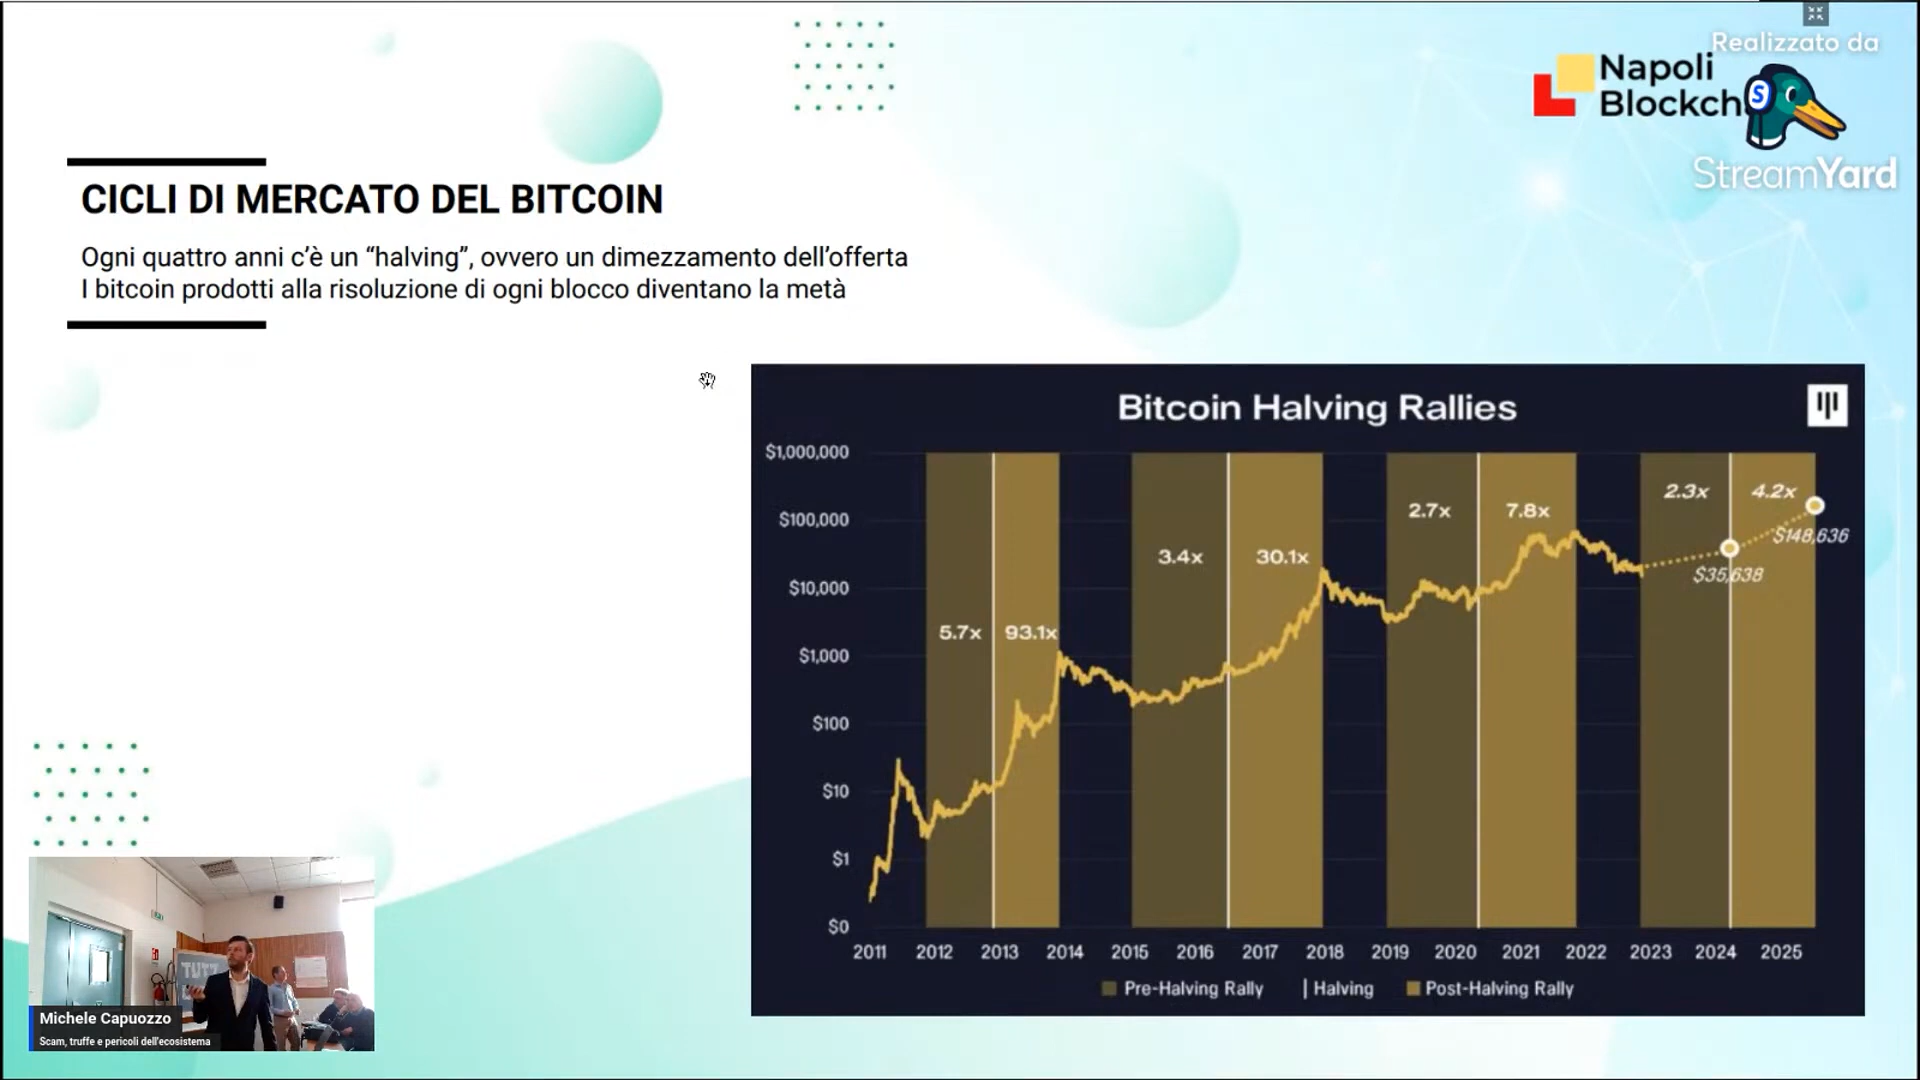 Realizzato da
Napoli
Blockch
StreamYard
CICLI DI MERCATO DEL BITCOIN
Ogni quattro anni c'è un “halving”, ovvero un dimezzamento dell'offerta
I bitcoin prodotti alla risoluzione di ogni blocco diventano la metà
Bitcoin Halving Rallies
$1,000,000
$100,000
$10,000
$1,000
$100
$10
$1
$0
5.7x
93.1x
3.4x
30.1x
2.7x
7.8x
2.3x
4.2x
$148,636
$35,638
2011 2012 2013 2014 2015 2016 2017 2018 2019 2020 2021 2022 2023 2024 2025
Pre-Halving Rally Halving Post-Halving Rally
Michele Capuozzo
Scam, truffe e pericoli dell'ecosistema